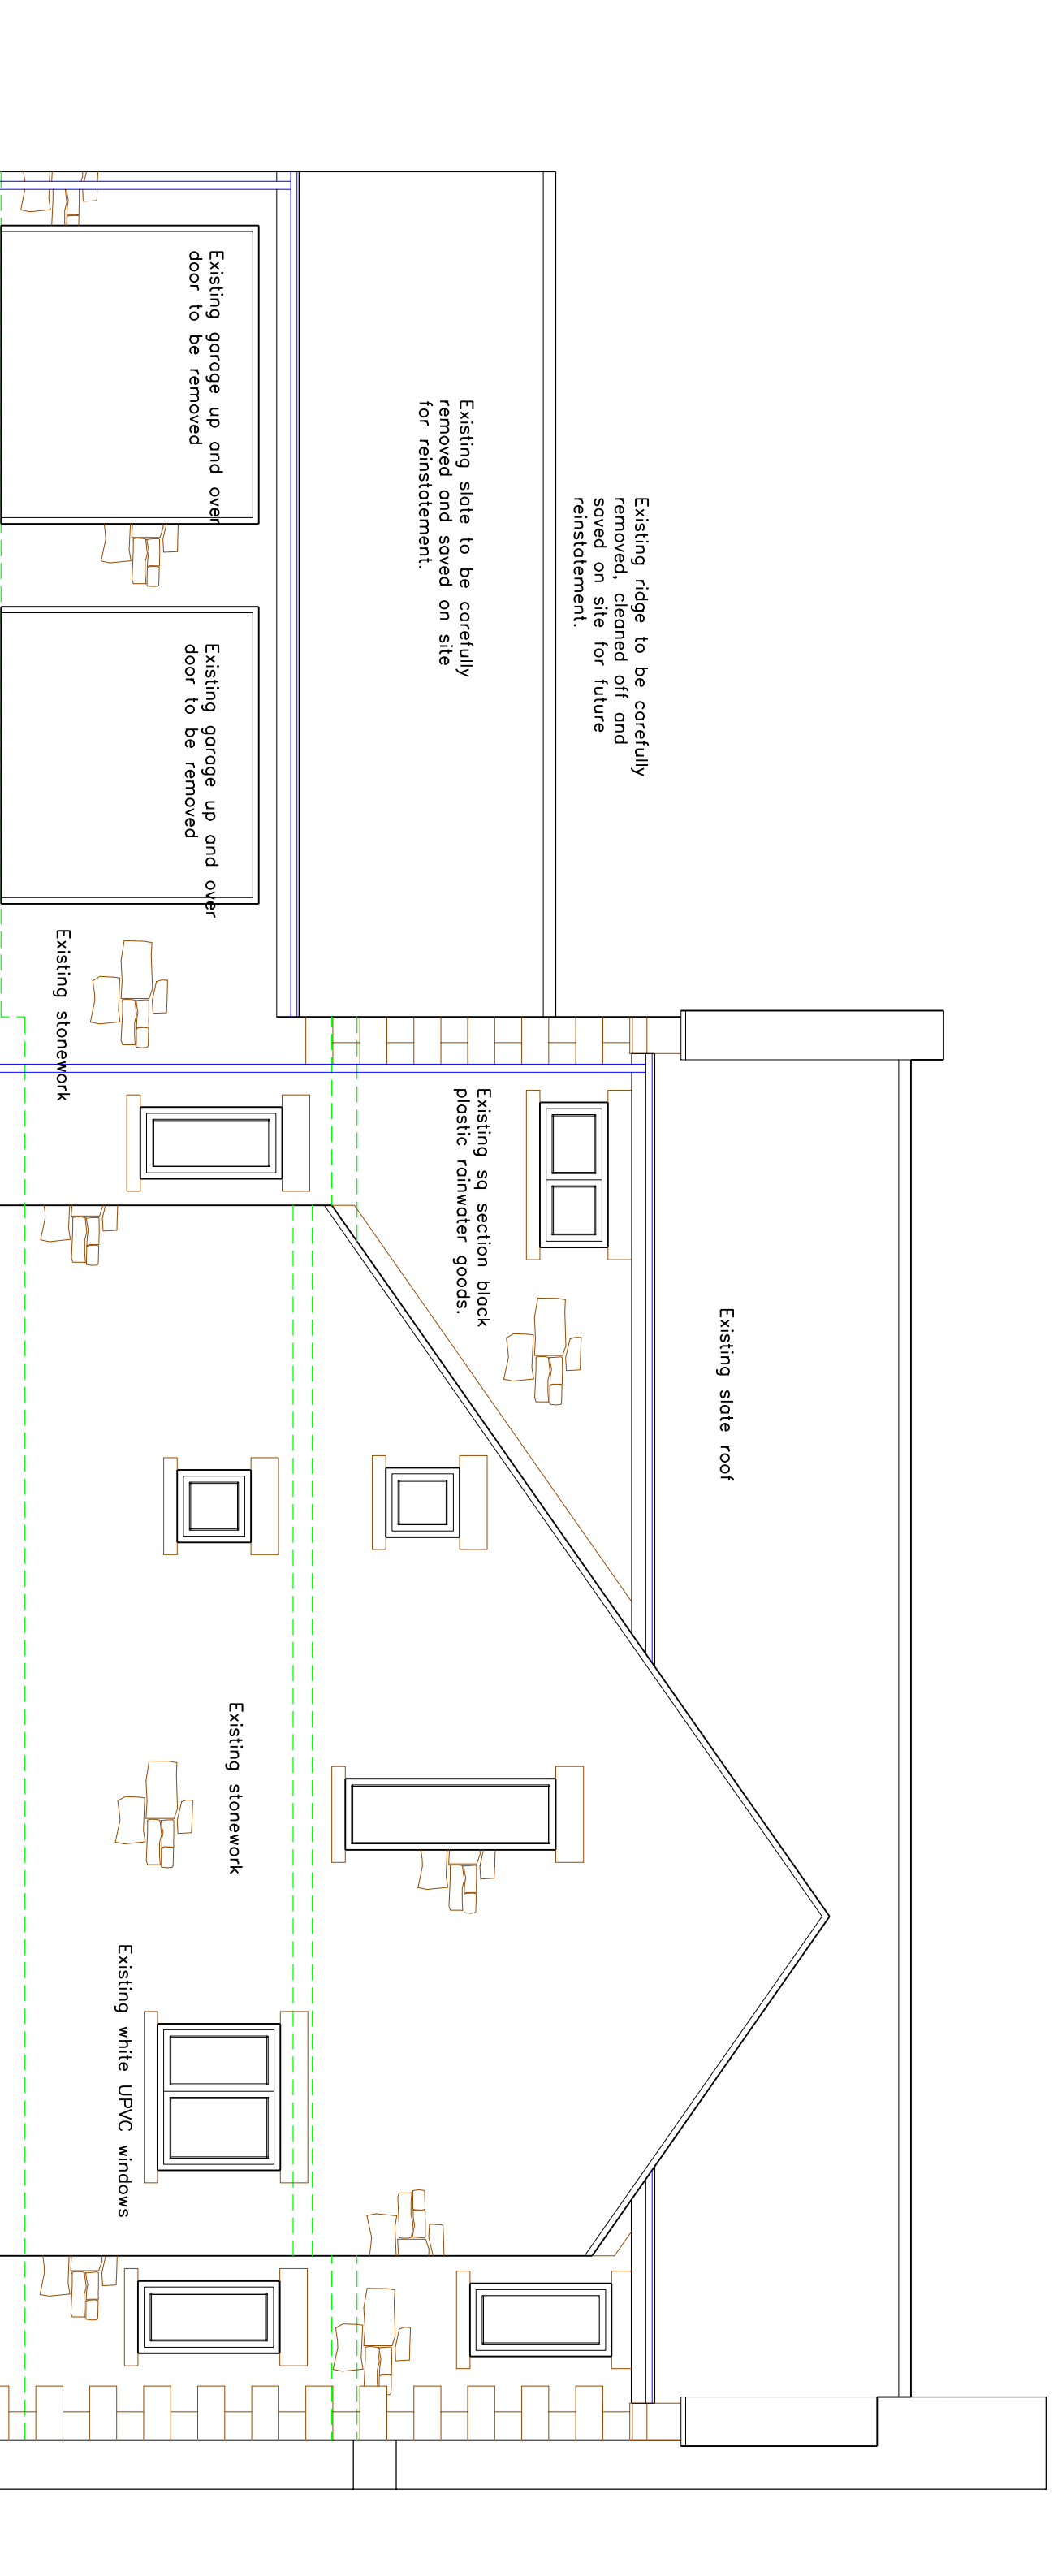 Existing ridge to be carefully
removed, cleaned off and
saved on site for future
reinstatement.
Existing slate to be carefully
removed and saved on site
for reinstatement.
Existing garage up and over
door to be removed
Existing garage up and over
door to be removed
Existing stonework
Existing sq section black
plastic rainwater goods.
Existing slate roof
Existing stonework
Existing white UPVC windows